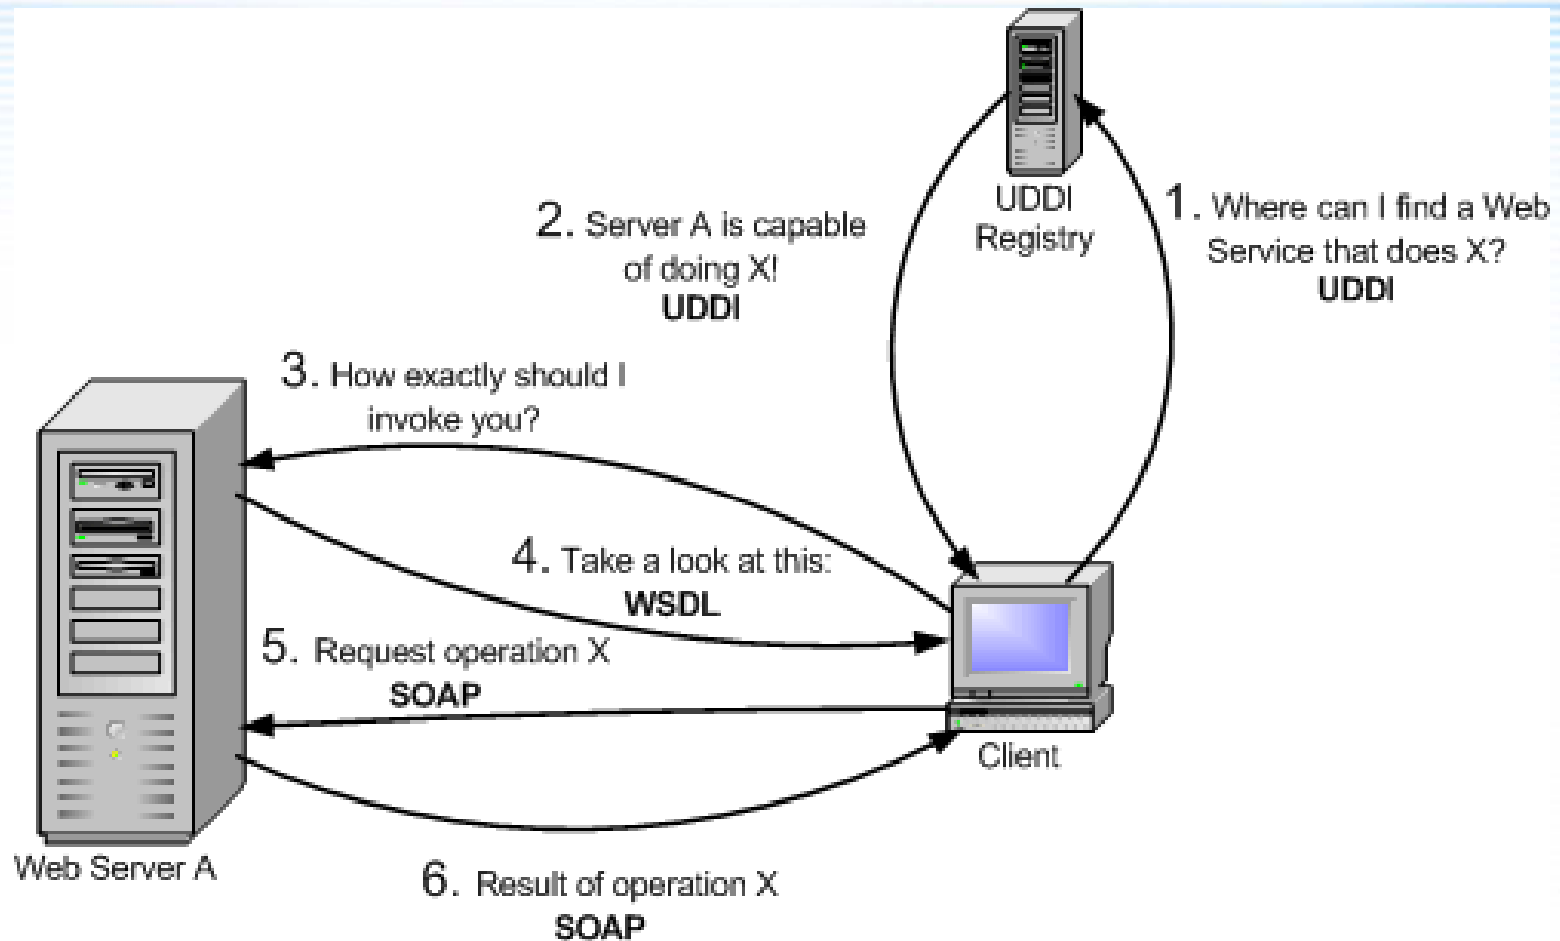 UDDI
Registry
1. Where can I find a Web
Service that does X?
UDDI
2. Server A is capable
of doing X!
UDDI
3. How exactly should I
invoke you?
4. Take a look at this:
WSDL
5. Request operation X
SOAP
Client
Web Server A
6. Result of operation X
SOAP